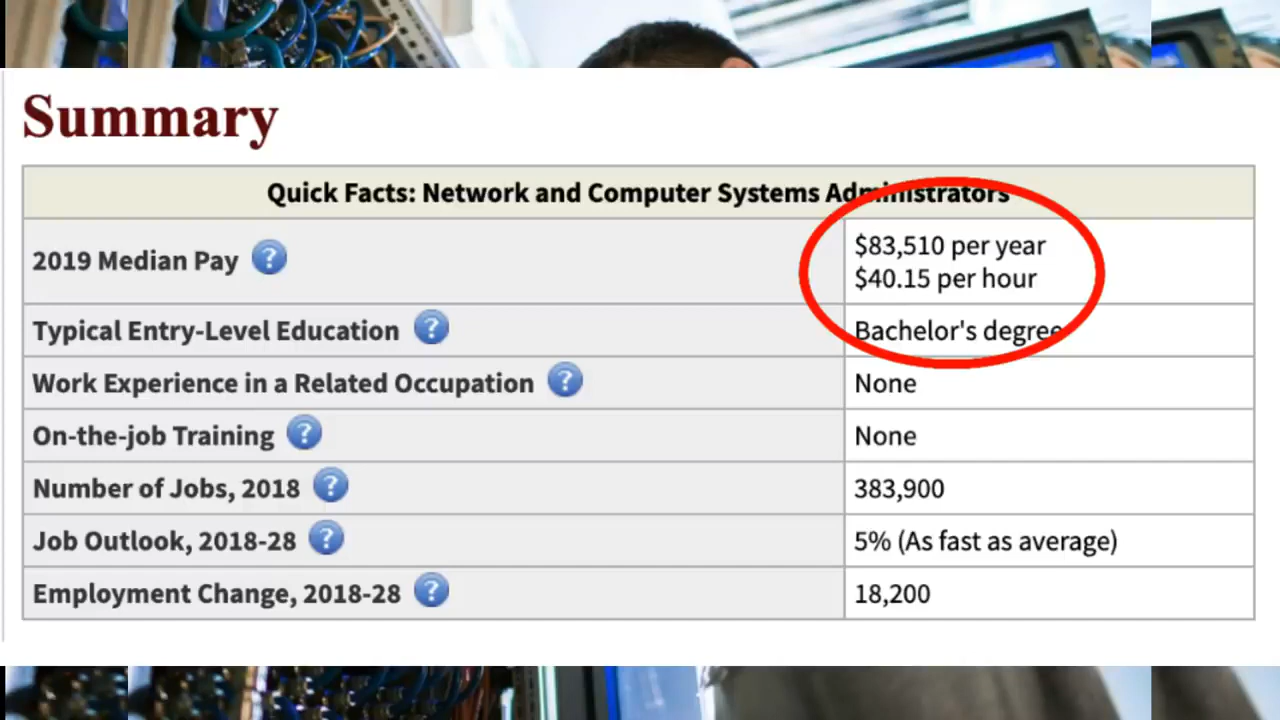 Summary
Quick Facts: Network and Computer Systems Administrators
2019 Median Pay ? $83,510 per year
$40.15 per hour
Typical Entry-Level Education ? Bachelor's degree
Work Experience in a Related Occupation ? None
On-the-job Training ? None
Number of Jobs, 2018 ? 383,900
Job Outlook, 2018-28 ? 5% (As fast as average)
Employment Change, 2018-28 ? 18,200